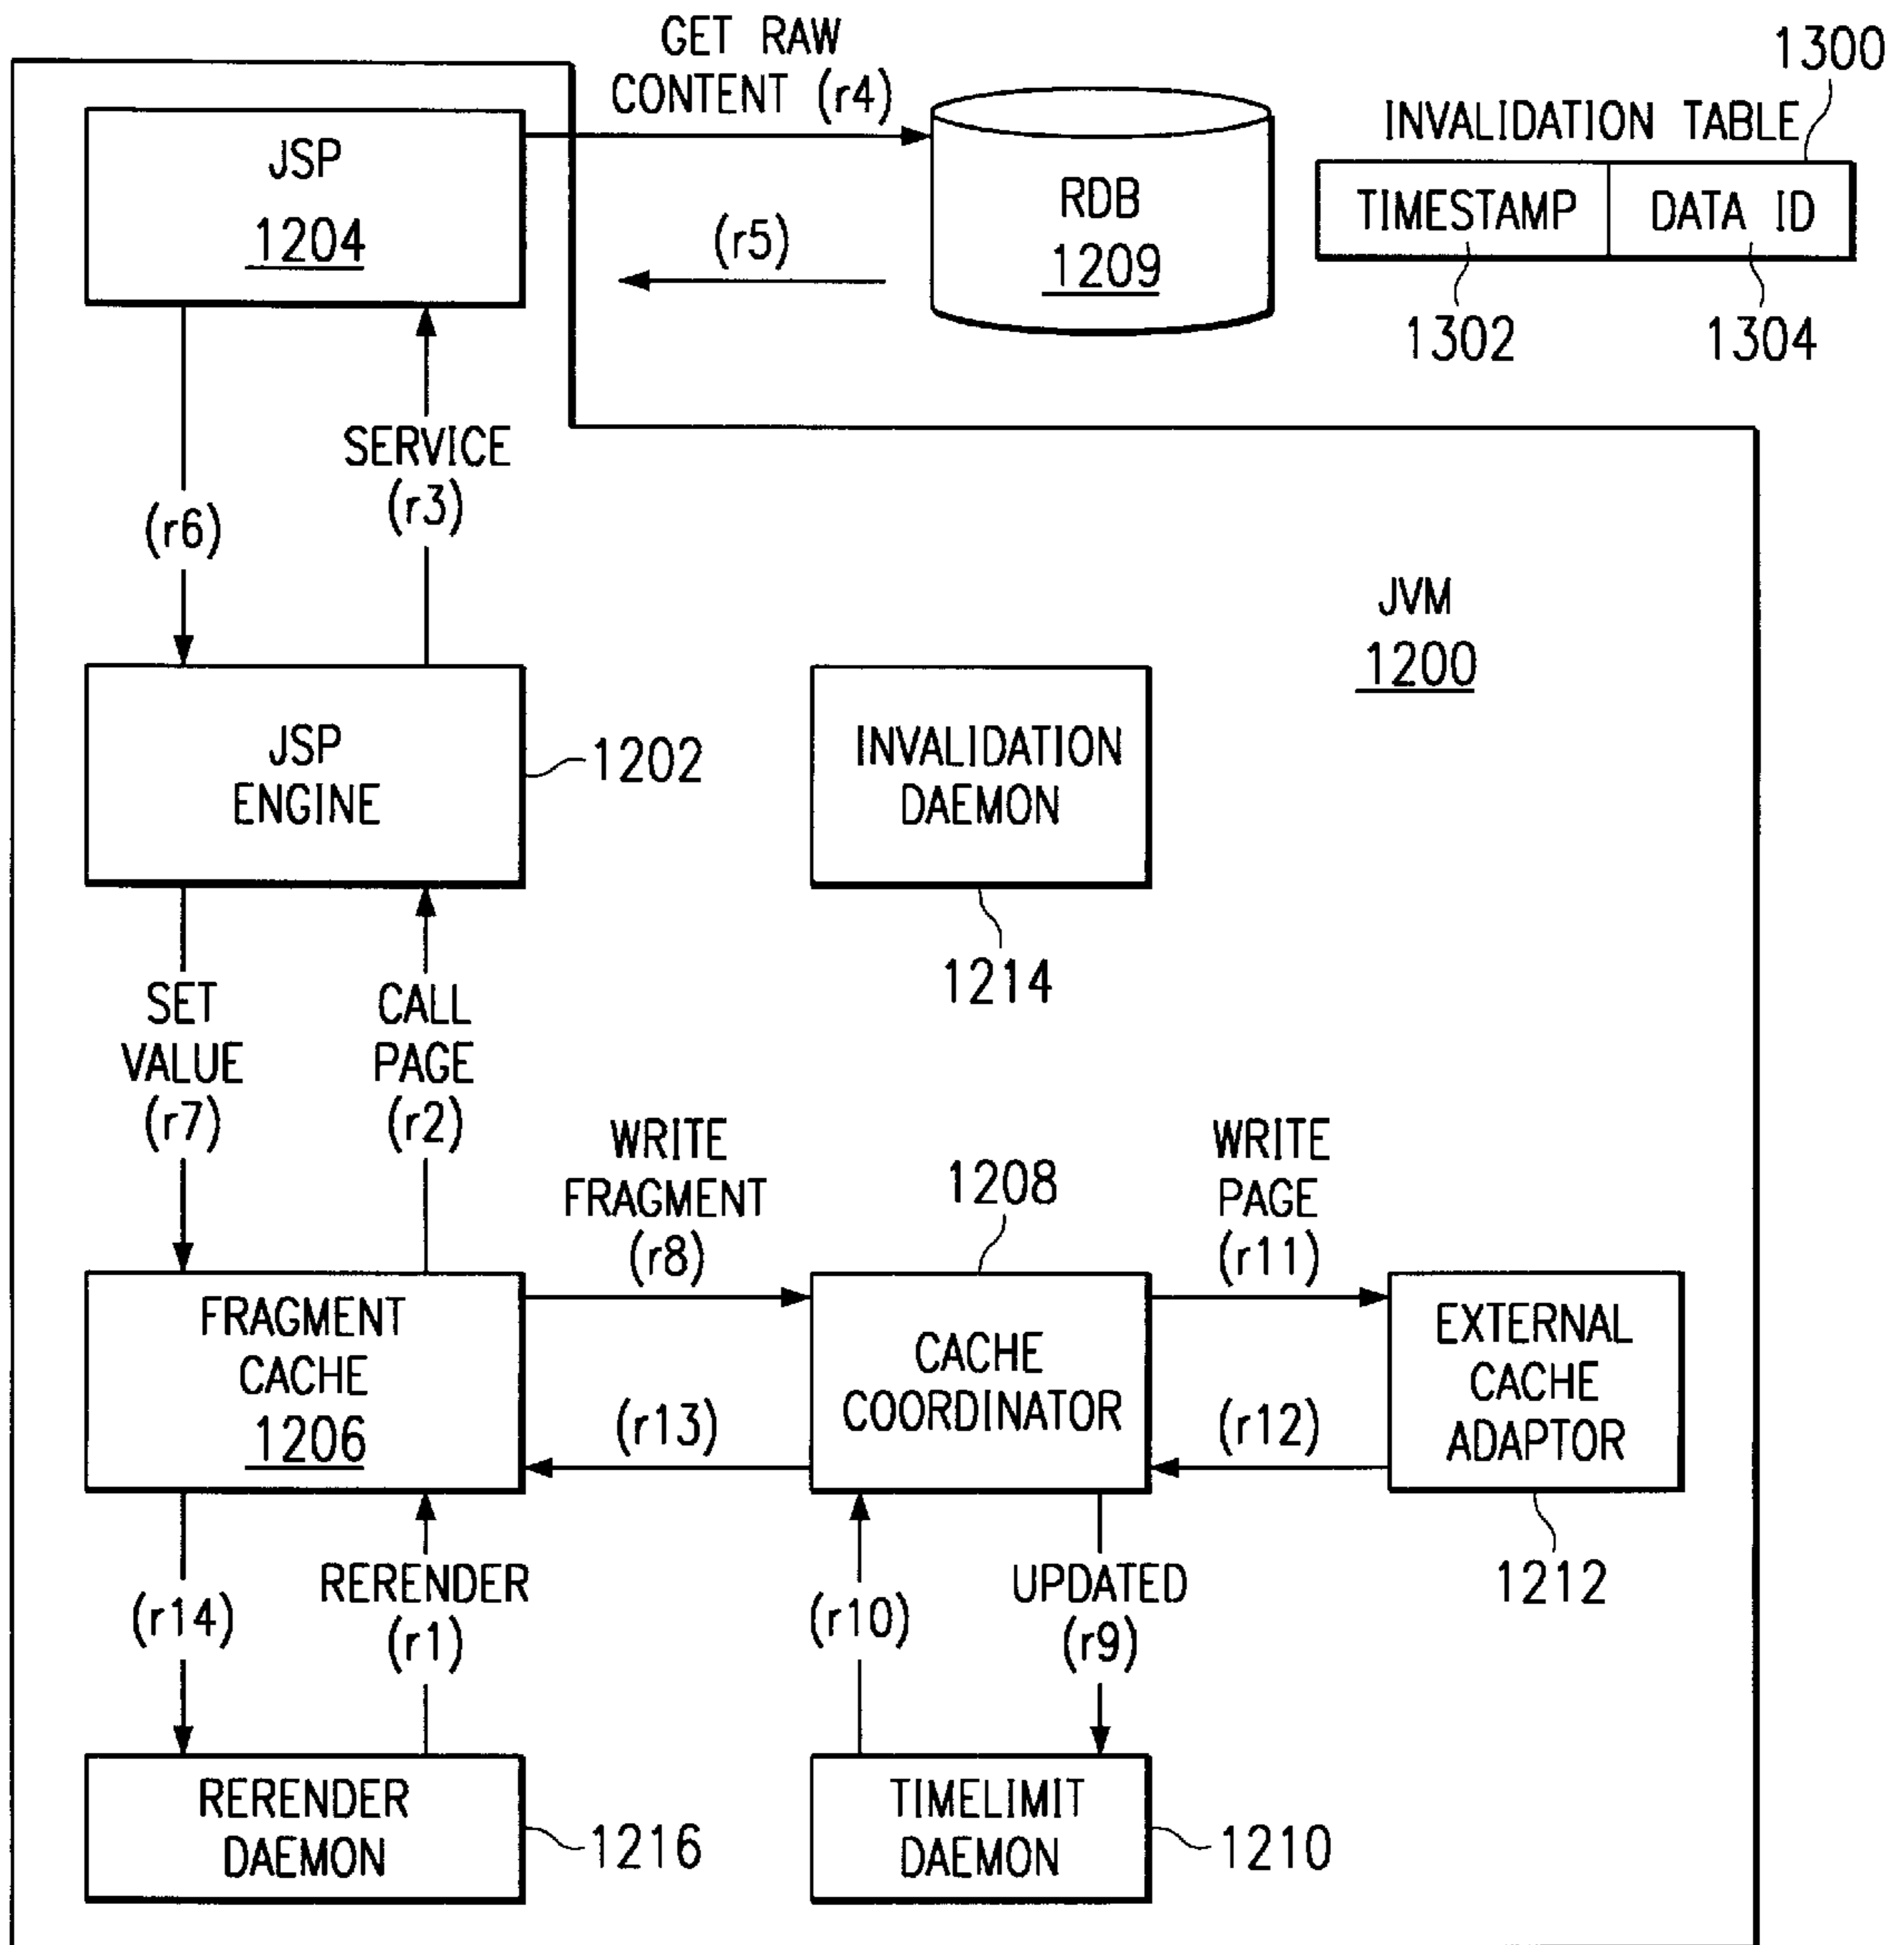 GET RAW
CONTENT (r4)
1300
INVALIDATION TABLE
JSP
1204
RDB
1209
TIMESTAMP
DATA ID
(r5)
1302
1304
SERVICE
(r3)
(r6)
JVM
1200
JSP
ENGINE
1202
INVALIDATION
DAEMON
1214
SET
VALUE
(r7)
CALL
PAGE
(r2)
WRITE
FRAGMENT
(r8)
1208
WRITE
PAGE
(r11)
FRAGMENT
CACHE
1206
CACHE
COORDINATOR
EXTERNAL
CACHE
ADAPTOR
(r13)
(r12)
(r14)
RERENDER
(r1)
(r10)
UPDATED
(r9)
1212
RERENDER
DAEMON
1216
TIMELIMIT
DAEMON
1210